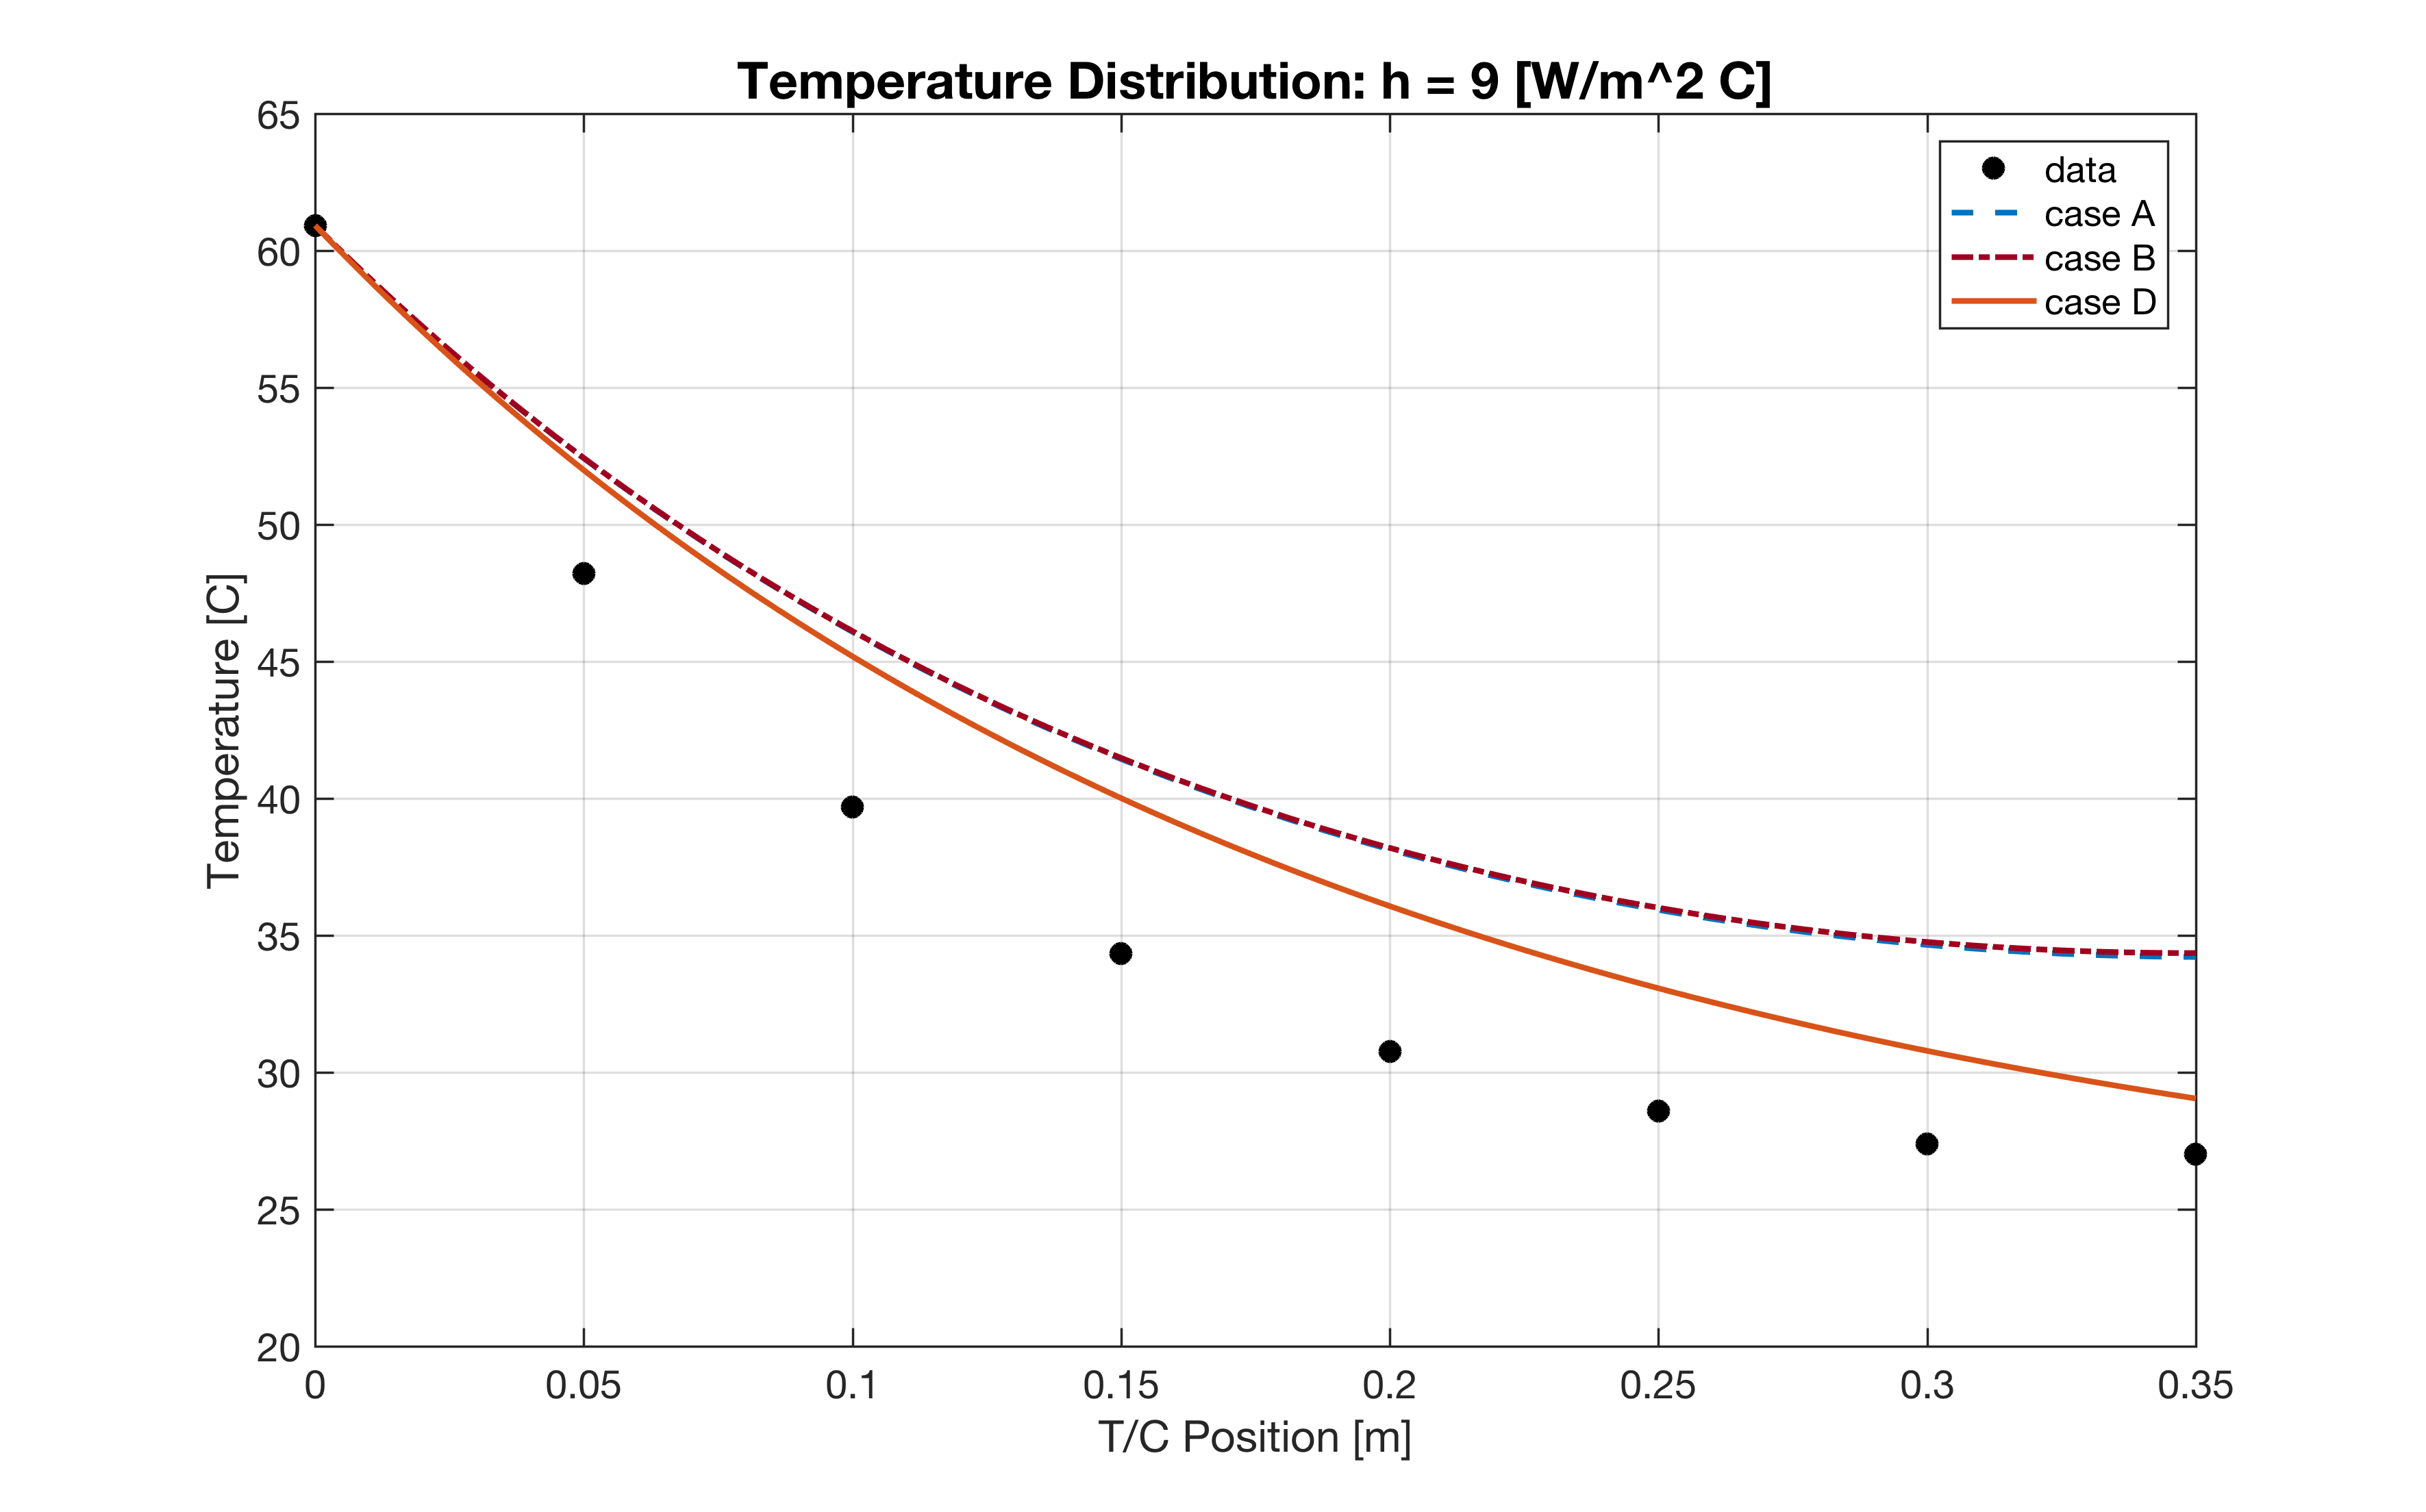 Temperature Distribution: h = 9 [W/m^2 C]
65
60
55
50
45
40
35
30
25
20
Temperature [C]
data
case A
case B
case D
0 0.05 0.1 0.15 0.2 0.25 0.3 0.35
T/C Position [m]